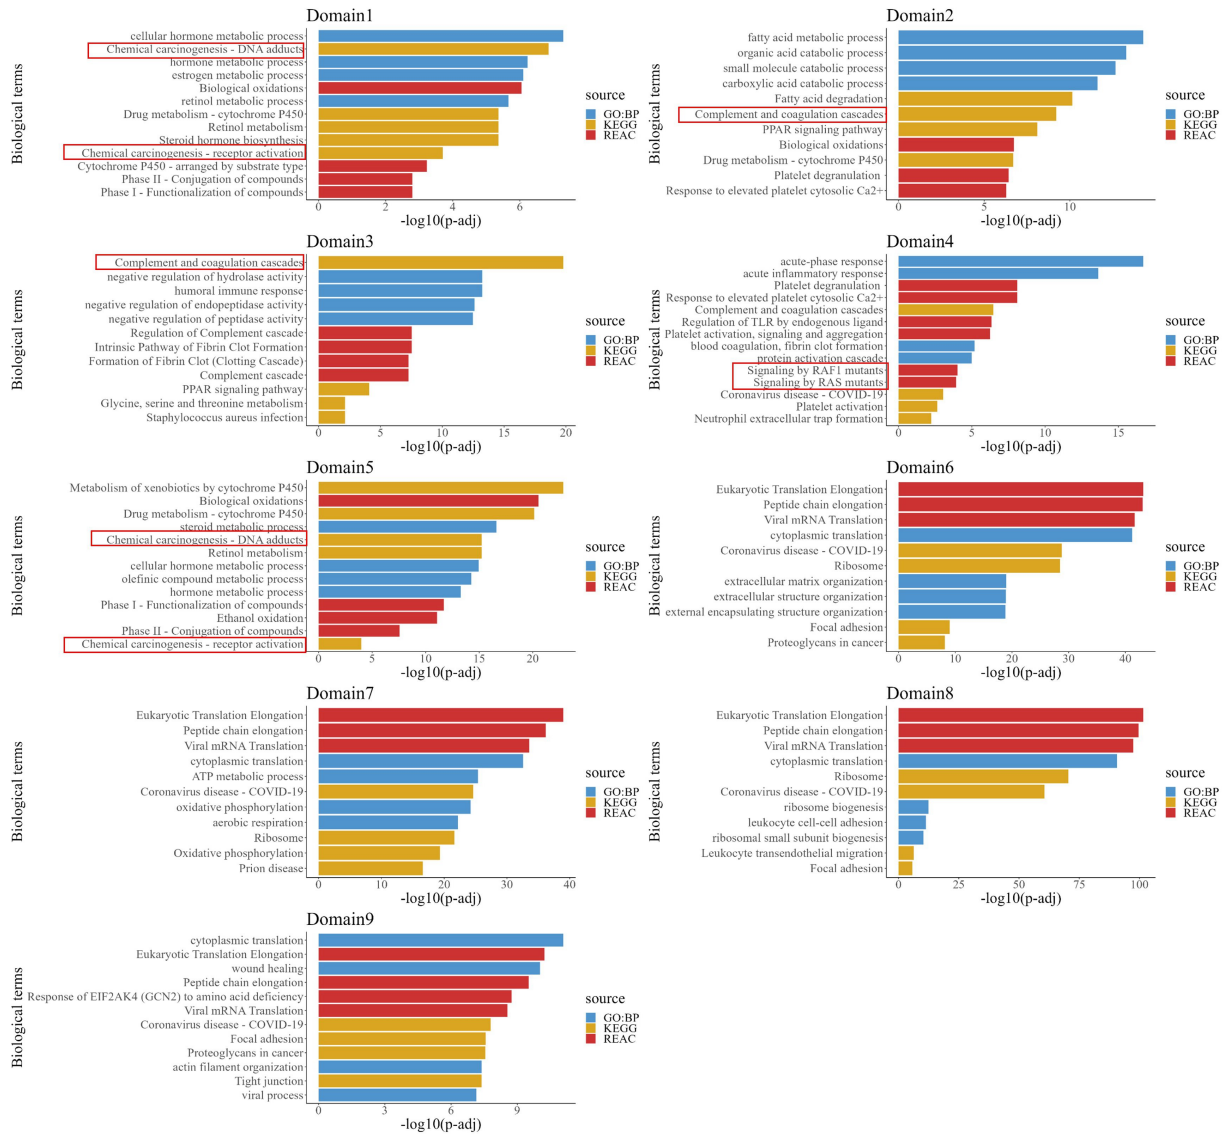 Domain1
Biological terms
cellular hormone metabolic process
Chemical carcinogenesis - DNA adducts
hormone metabolic process
estrogen metabolic process
Biological oxidations
retinol metabolic process
Drug metabolism - cytochrome P450
Retinol metabolism
Steroid hormone biosynthesis
Chemical carcinogenesis - receptor activation
Cytochrome P450 - arranged by substrate type
Phase II - Conjugation of compounds
Phase I - Functionalization of compounds
0 2 4 6
-log10(p-adj)
source
GO:BP
KEGG
REAC
Domain2
Biological terms
fatty acid metabolic process
organic acid catabolic process
small molecule catabolic process
carboxylic acid catabolic process
Fatty acid degradation
Complement and coagulation cascades
PPAR signaling pathway
Biological oxidations
Drug metabolism - cytochrome P450
Platelet degranulation
Response to elevated platelet cytosolic Ca2+
0 5 10
-log10(p-adj)
source
GO:BP
KEGG
REAC
Domain3
Biological terms
Complement and coagulation cascades
negative regulation of hydrolase activity
humoral immune response
negative regulation of endopeptidase activity
negative regulation of peptidase activity
Regulation of Complement cascade
Intrinsic Pathway of Fibrin Clot Formation
Formation of Fibrin Clot (Clotting Cascade)
Complement cascade
PPAR signaling pathway
Glycine, serine and threonine metabolism
Staphylococcus aureus infection
0 5 10 15 20
-log10(p-adj)
source
GO:BP
KEGG
REAC
Domain4
Biological terms
acute-phase response
acute inflammatory response
Platelet degranulation
Response to elevated platelet cytosolic Ca2+
Complement and coagulation cascades
Regulation of TLR by endogenous ligand
Platelet activation, signaling and aggregation
blood coagulation, fibrin clot formation
protein activation cascade
Signaling by RAF1 mutants
Signaling by RAS mutants
Coronavirus disease - COVID-19
Platelet activation
Neutrophil extracellular trap formation
0 5 10 15
-log10(p-adj)
source
GO:BP
KEGG
REAC
Domain5
Biological terms
Metabolism of xenobiotics by cytochrome P450
Biological oxidations
Drug metabolism - cytochrome P450
steroid metabolic process
Chemical carcinogenesis - DNA adducts
Retinol metabolism
cellular hormone metabolic process
olefinic compound metabolic process
hormone metabolic process
Phase I - Functionalization of compounds
Ethanol oxidation
Phase II - Conjugation of compounds
Chemical carcinogenesis - receptor activation
0 5 10 15 20
-log10(p-adj)
source
GO:BP
KEGG
REAC
Domain6
Biological terms
Eukaryotic Translation Elongation
Peptide chain elongation
Viral mRNA Translation
cytoplasmic translation
Coronavirus disease - COVID-19
Ribosome
extracellular matrix organization
extracellular structure organization
external encapsulating structure organization
Focal adhesion
Proteoglycans in cancer
0 10 20 30 40
-log10(p-adj)
source
GO:BP
KEGG
REAC
Domain7
Biological terms
Eukaryotic Translation Elongation
Peptide chain elongation
Viral mRNA Translation
cytoplasmic translation
ATP metabolic process
Coronavirus disease - COVID-19
oxidative phosphorylation
aerobic respiration
Ribosome
Oxidative phosphorylation
Prion disease
0 10 20 30 40
-log10(p-adj)
source
GO:BP
KEGG
REAC
Domain8
Biological terms
Eukaryotic Translation Elongation
Peptide chain elongation
Viral mRNA Translation
cytoplasmic translation
Ribosome
Coronavirus disease - COVID-19
ribosome biogenesis
leukocyte cell-cell adhesion
ribosomal small subunit biogenesis
Leukocyte transendothelial migration
Focal adhesion
0 25 50 75 100
-log10(p-adj)
source
GO:BP
KEGG
REAC
Domain9
Biological terms
cytoplasmic translation
Eukaryotic Translation Elongation
wound healing
Peptide chain elongation
Response of EIF2AK4 (GCN2) to amino acid deficiency
Viral mRNA Translation
Coronavirus disease - COVID-19
Focal adhesion
Proteoglycans in cancer
actin filament organization
Tight junction
viral process
0 3 6 9
-log10(p-adj)
source
GO:BP
KEGG
REAC